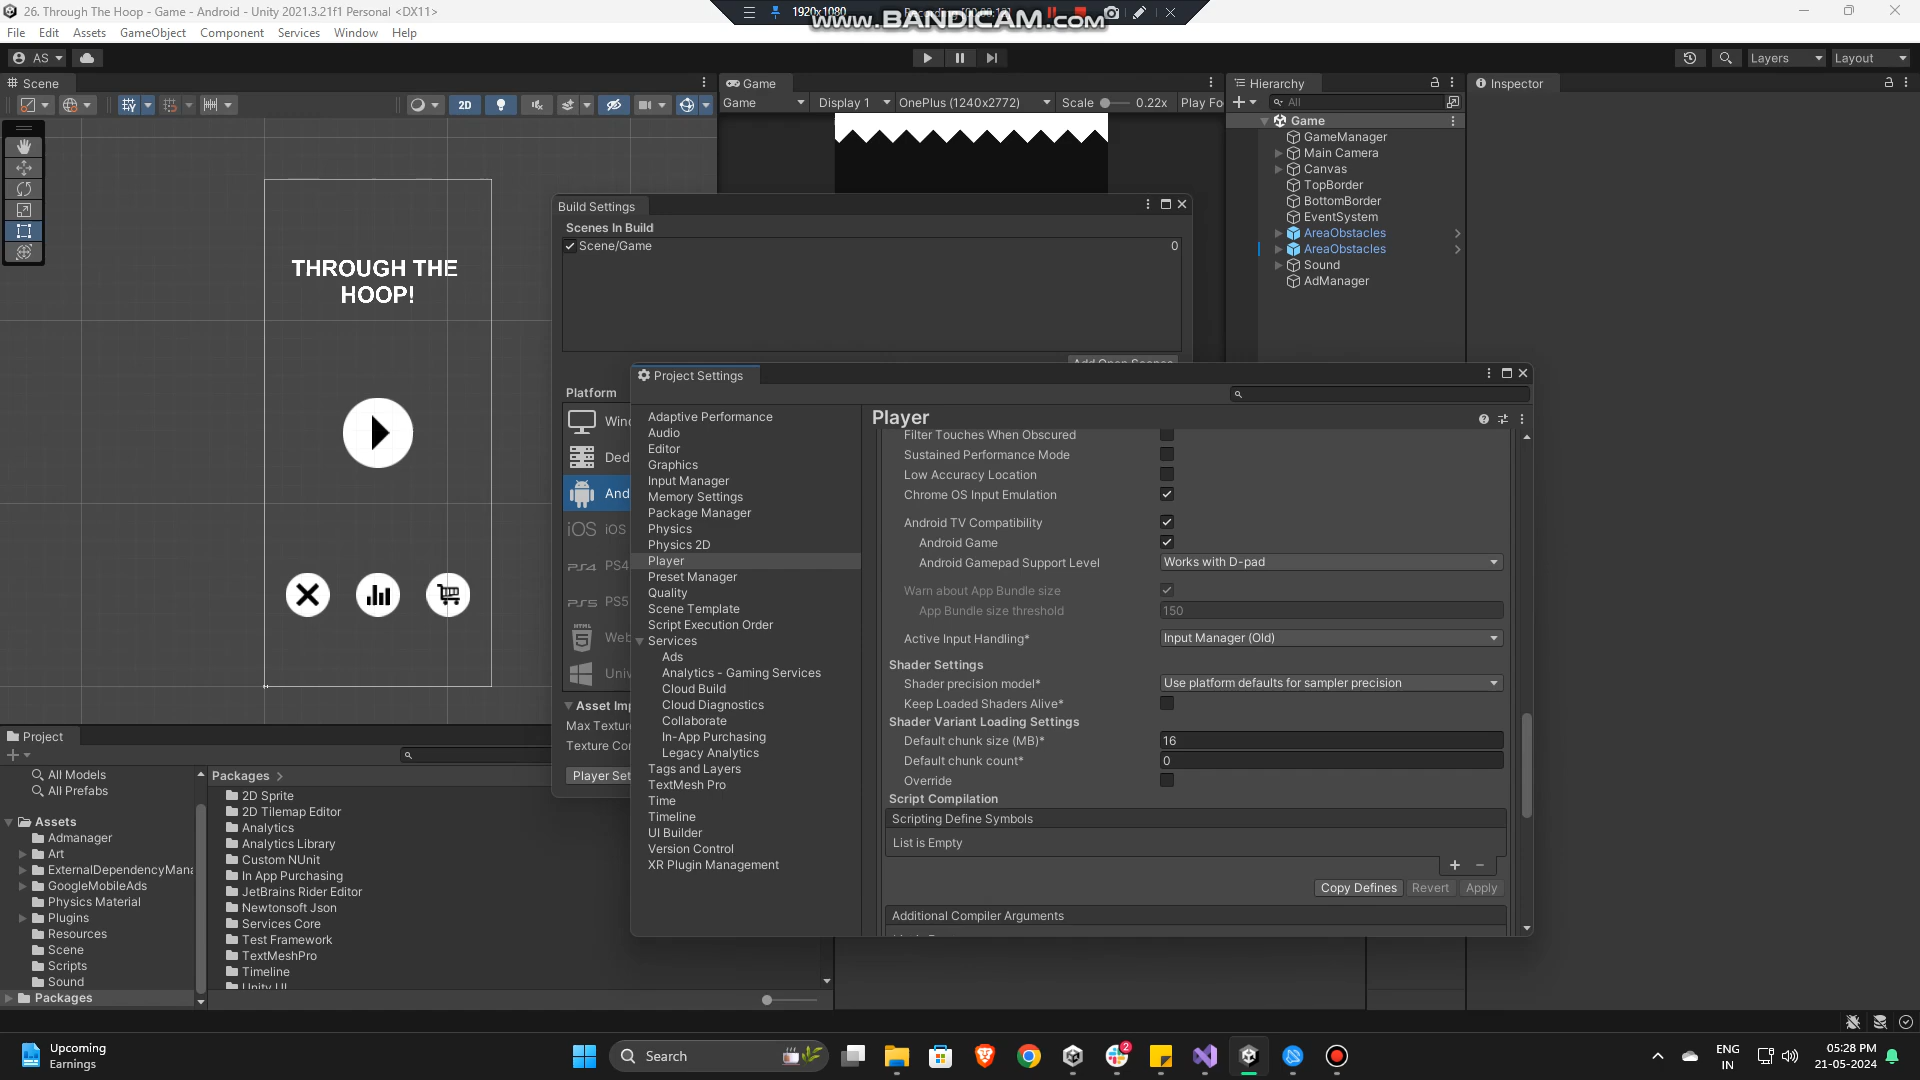 26. Through The Hoop - Game - Android - Unity 2021.3.21f1 Personal <DX11>
1920x1080
www.BANDICAM.com
File Edit Assets GameObject Component Services Window Help
AS
Layers
Layout
Scene
2D
THROUGH THE
HOOP!
Game
Game
Display 1
OnePlus (1240x2772)
Scale
0.22x
Play Fo
Hierarchy
All
Game
GameManager
Main Camera
Canvas
TopBorder
BottomBorder
EventSystem
AreaObstacles
AreaObstacles
Sound
AdManager
Inspector
Build Settings
Scenes In Build
Scene/Game 0
Platform
Wind
Ded
And
iOS iOS
PS4 PS4
PS5 PS5
HTML
Web
Univ
Asset Imp
Max Textur
Texture Co
Player Set
Project Settings
Adaptive Performance
Audio
Editor
Graphics
Input Manager
Memory Settings
Package Manager
Physics
Physics 2D
Player
Preset Manager
Quality
Scene Template
Script Execution Order
Services
Ads
Analytics - Gaming Services
Cloud Build
Cloud Diagnostics
Collaborate
In-App Purchasing
Legacy Analytics
Tags and Layers
TextMesh Pro
Time
Timeline
UI Builder
Version Control
XR Plugin Management
Player
Filter Touches When Obscured
Sustained Performance Mode
Low Accuracy Location
Chrome OS Input Emulation
Android TV Compatibility
Android Game
Android Gamepad Support Level Works with D-pad
Warn about App Bundle size
App Bundle size threshold 150
Active Input Handling* Input Manager (Old)
Shader Settings
Shader precision model* Use platform defaults for sampler precision
Keep Loaded Shaders Alive*
Shader Variant Loading Settings
Default chunk size (MB)* 16
Default chunk count* 0
Override
Script Compilation
Scripting Define Symbols
List is Empty
Copy Defines Revert Apply
Additional Compiler Arguments
Project
All Models
All Prefabs
Assets
Admanager
Art
ExternalDependencyMana
GoogleMobileAds
Physics Material
Plugins
Resources
Scene
Scripts
Sound
Packages
Packages
2D Sprite
2D Tilemap Editor
Analytics
Analytics Library
Custom NUnit
In App Purchasing
JetBrains Rider Editor
Newtonsoft Json
Services Core
Test Framework
TextMeshPro
Timeline
Unity UI
Upcoming
Earnings
Search
2
ENG
IN
05:28 PM
21-05-2024